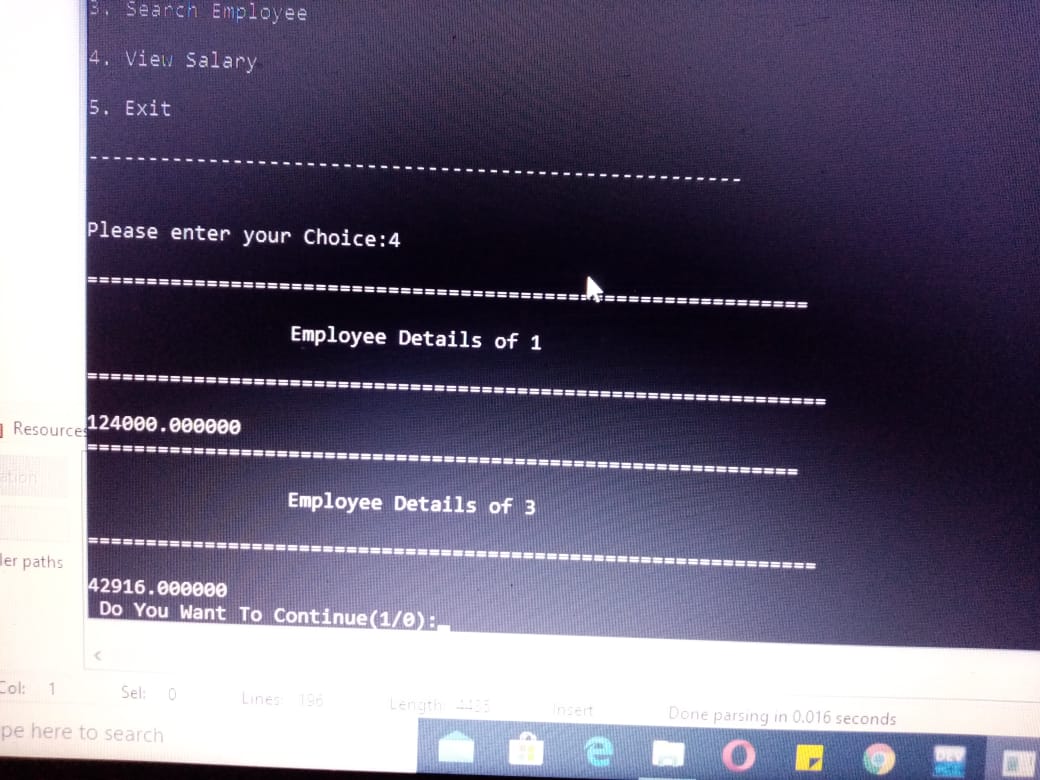 3. Search Employee
4. View Salary
5. Exit
-------------------------------------------------------
Please enter your Choice:4
============================================================
Employee Details of 1
==============================================================
124000.000000
============================================================
Employee Details of 3
=============================================================
42916.000000
Do You Want To Continue(1/0):_
Resources
ation
ler paths
<
Col: 1 Sel: 0 Lines: 196 Length: Insert Done parsing in 0.016 seconds
pe here to search
DEV